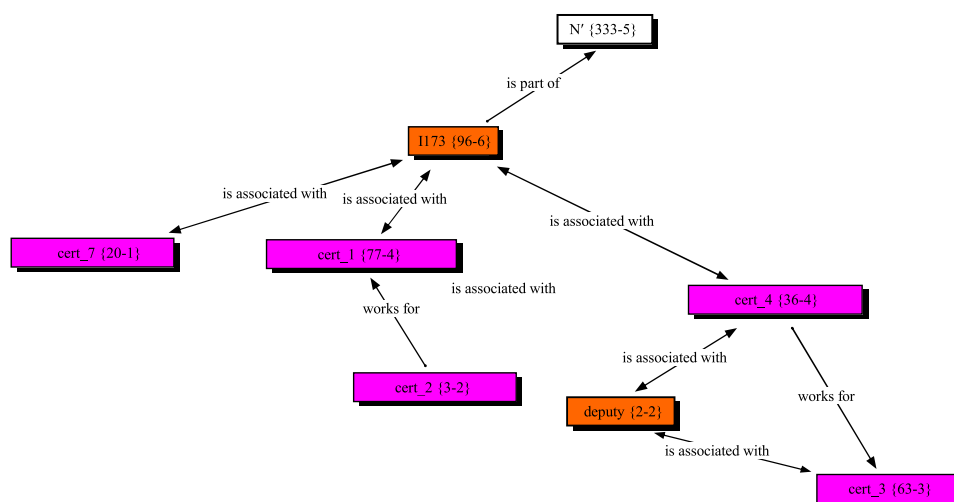 N′ {333-5}
is part of
I173 {96-6}
is associated with
is associated with
is associated with
cert_7 {20-1}
cert_1 {77-4}
is associated with
cert_4 {36-4}
works for
is associated with
cert_2 {3-2}
works for
deputy {2-2}
is associated with
cert_3 {63-3}